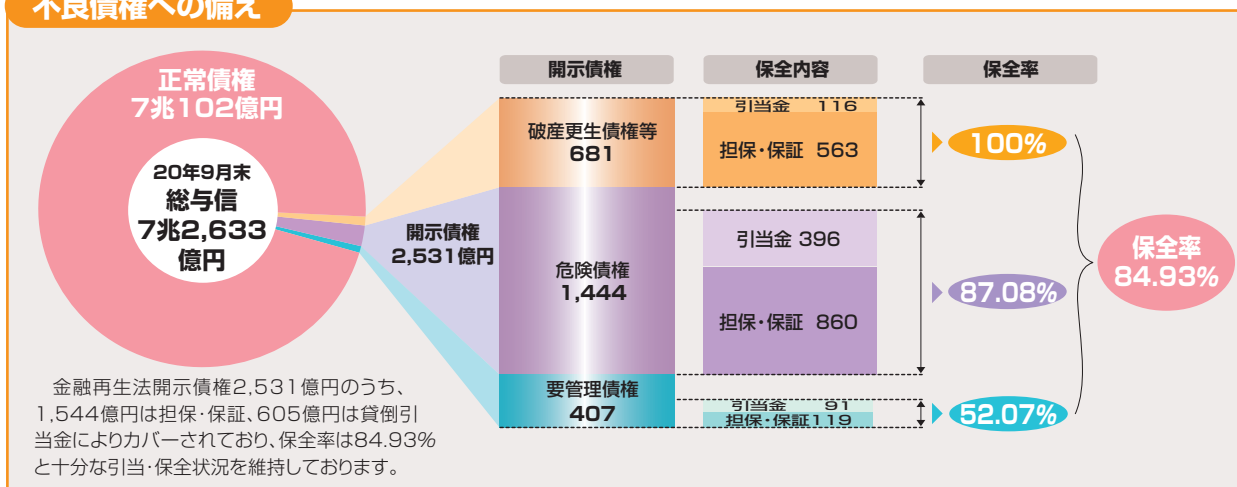 不良債権への備え
正常債権
7兆102億円
20年9月末
総与信
7兆2,633
億円
開示債権
2,531億円
開示債権
破産更生債権等
681
危険債権
1,444
要管理債権
407
保全内容
引当金 116
担保・保証 563
引当金 396
担保・保証 860
引当金 91
担保・保証119
保全率
100%
87.08%
52.07%
保全率
84.93%
金融再生法開示債権2,531億円のうち、
1,544億円は担保・保証、605億円は貸倒引
当金によりカバーされており、保全率は84.93%
と十分な引当・保全状況を維持しております。